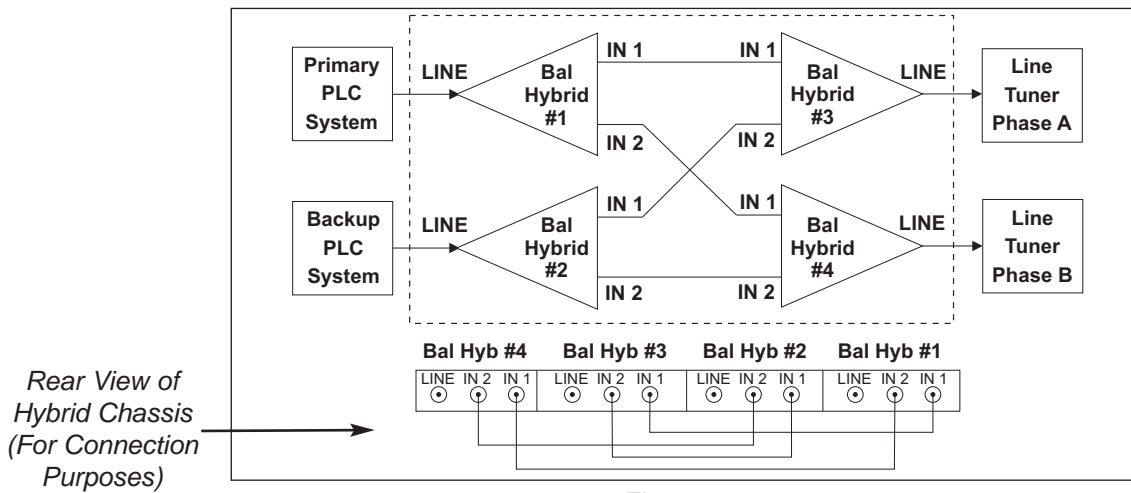 Primary
PLC
System
LINE
Bal
Hybrid
#1
IN 1
IN 2
IN 1
IN 2
Bal
Hybrid
#3
LINE
Line
Tuner
Phase A
Backup
PLC
System
LINE
Bal
Hybrid
#2
IN 1
IN 2
IN 1
IN 2
Bal
Hybrid
#4
LINE
Line
Tuner
Phase B
Bal Hyb #4 Bal Hyb #3 Bal Hyb #2 Bal Hyb #1
LINE IN 2 IN 1 LINE IN 2 IN 1 LINE IN 2 IN 1 LINE IN 2 IN 1
Rear View of
Hybrid Chassis
(For Connection
Purposes)